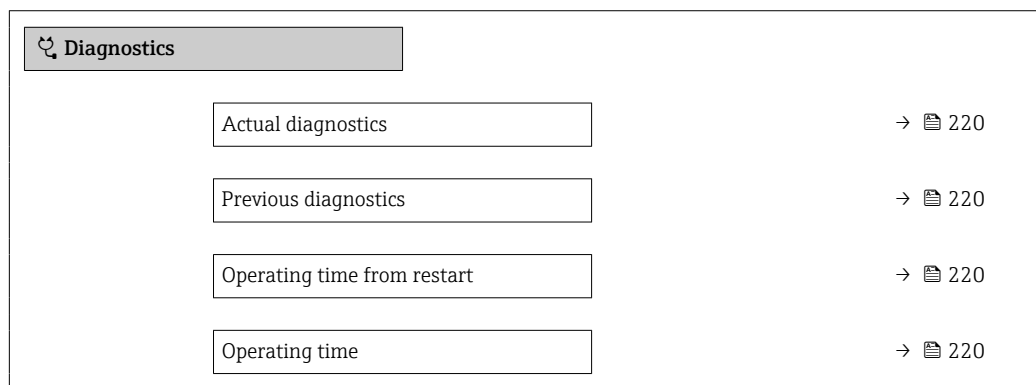 Diagnostics
Actual diagnostics → 220
Previous diagnostics → 220
Operating time from restart → 220
Operating time → 220